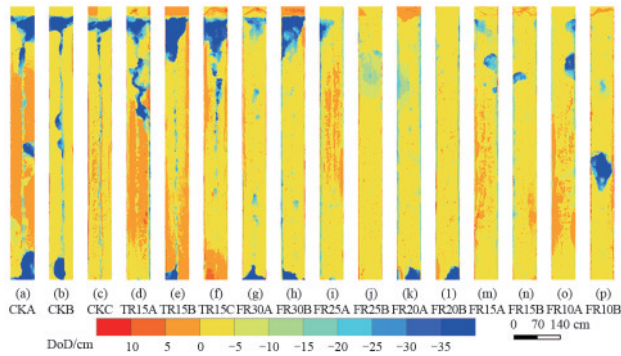 (a) (b) (c) (d) (e) (f) (g) (h) (i) (j) (k) (l) (m) (n) (o) (p)
CKA CKB CKC TR15A TR15B TR15C FR30A FR30B FR25A FR25B FR20A FR20B FR15A FR15B FR10A FR10B
10 5 0 −5 −10 −15 −20 −25 −30 −35
DoD/cm
0 70 140 cm